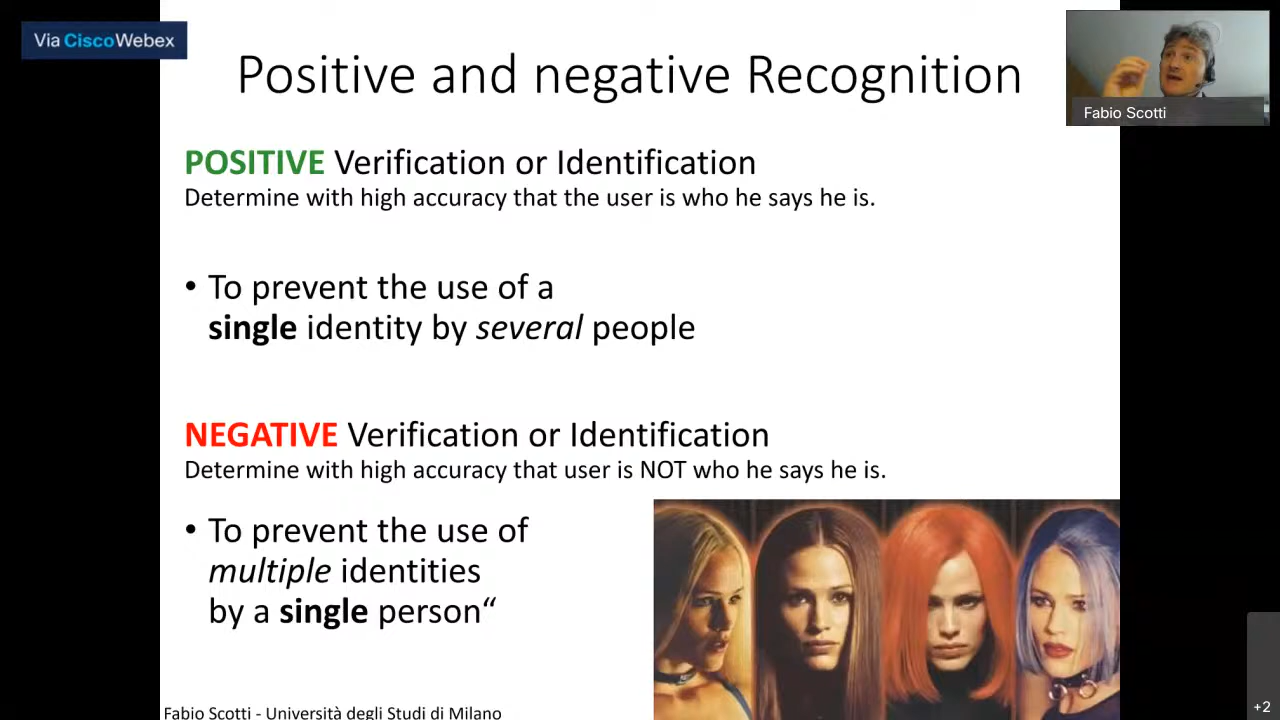 Via CiscoWebex
Positive and negative Recognition
Fabio Scotti
POSITIVE Verification or Identification
Determine with high accuracy that the user is who he says he is.
• To prevent the use of a
single identity by several people
NEGATIVE Verification or Identification
Determine with high accuracy that user is NOT who he says he is.
• To prevent the use of
multiple identities
by a single person“
Fabio Scotti - Università degli Studi di Milano
+2